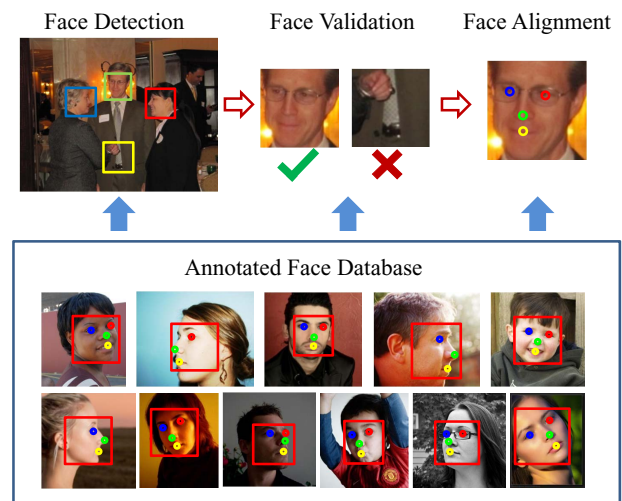 Face Detection
Face Validation
Face Alignment
Annotated Face Database